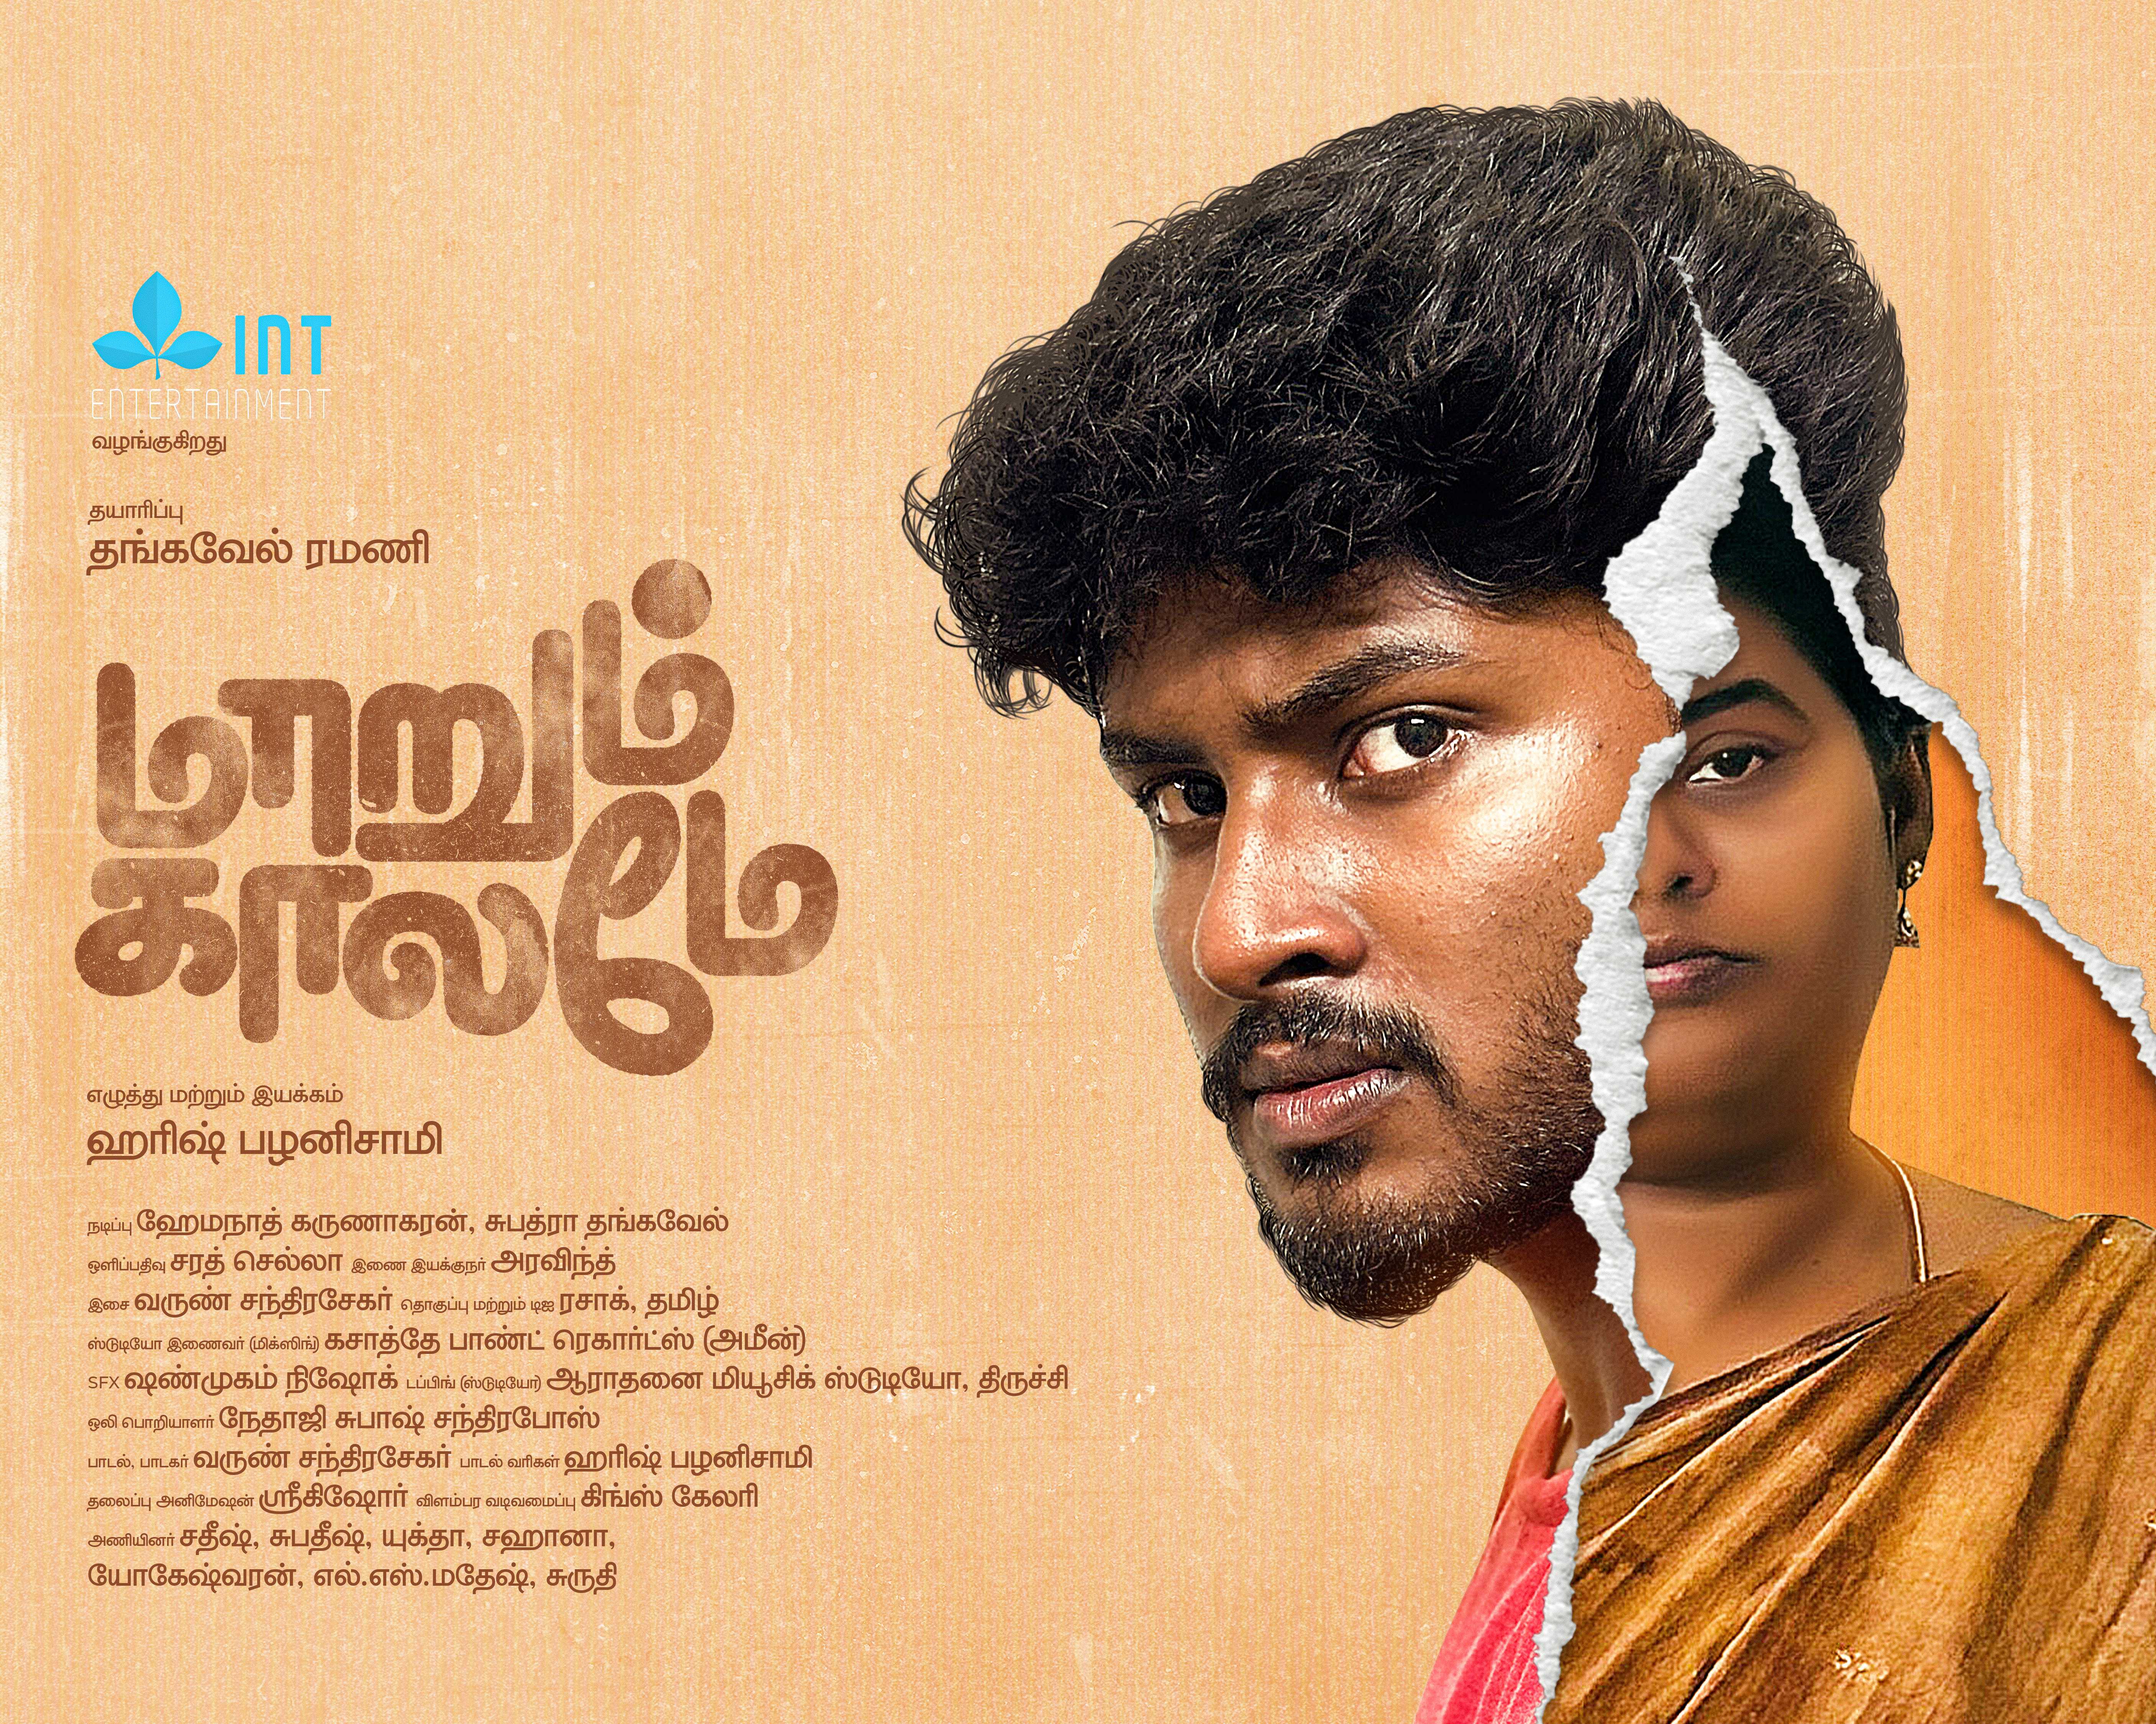 INT
ENTERTAINMENT
வழங்குகிறது
தயாரிப்பு
தங்கவேல் ரமணி
மாறும்
காலமே
எழுத்து மற்றும் இயக்கம்
ஹரிஷ் பழனிசாமி
நடிப்பு ஹேமநாத் கருணாகரன், சுபத்ரா தங்கவேல்
ஒளிப்பதிவு சரத் செல்லா இணை இயக்குநர் அரவிந்த்
இசை வருண் சந்திரசேகர் தொகுப்பு மற்றும் டிஐ ரசாக், தமிழ்
ஸ்டுடியோ இணைவர் (மிக்ஸிங்) கசாத்தே பாண்ட் ரெகார்ட்ஸ் (அமீன்)
SFX ஷண்முகம் நிஷோக் டப்பிங் (ஸ்டுடியோ) ஆராதனை மியூசிக் ஸ்டுடியோ, திருச்சி
ஒலி பொறியாளர் நேதாஜி சுபாஷ் சந்திரபோஸ்
பாடல், பாடகர் வருண் சந்திரசேகர் பாடல் வரிகள் ஹரிஷ் பழனிசாமி
தலைப்பு அனிமேஷன் ஸ்ரீகிஷோர் விளம்பர வடிவமைப்பு கிங்ஸ் கேலரி
அணியினர் சதீஷ், சுபதீஷ், யுக்தா, சஹானா,
யோகேஷ்வரன், எல்.எஸ்.மதேஷ், சுருதி